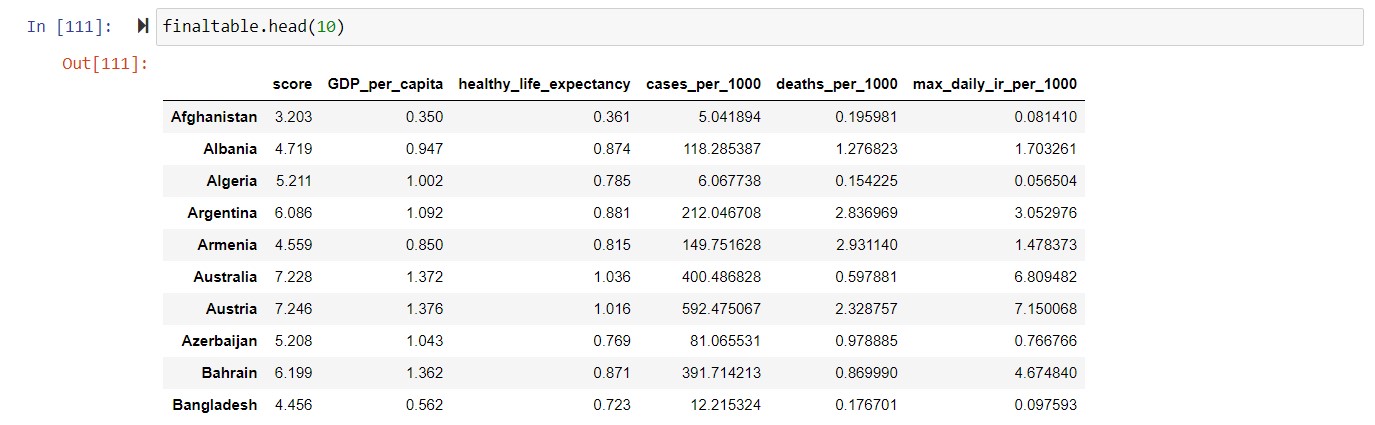 In [111]: finaltable.head(10)
Out[111]:
score GDP_per_capita healthy_life_expectancy cases_per_1000 deaths_per_1000 max_daily_ir_per_1000
Afghanistan 3.203 0.350 0.361 5.041894 0.195981 0.081410
Albania 4.719 0.947 0.874 118.285387 1.276823 1.703261
Algeria 5.211 1.002 0.785 6.067738 0.154225 0.056504
Argentina 6.086 1.092 0.881 212.046708 2.836969 3.052976
Armenia 4.559 0.850 0.815 149.751628 2.931140 1.478373
Australia 7.228 1.372 1.036 400.486828 0.597881 6.809482
Austria 7.246 1.376 1.016 592.475067 2.328757 7.150068
Azerbaijan 5.208 1.043 0.769 81.065531 0.978885 0.766766
Bahrain 6.199 1.362 0.871 391.714213 0.869990 4.674840
Bangladesh 4.456 0.562 0.723 12.215324 0.176701 0.097593